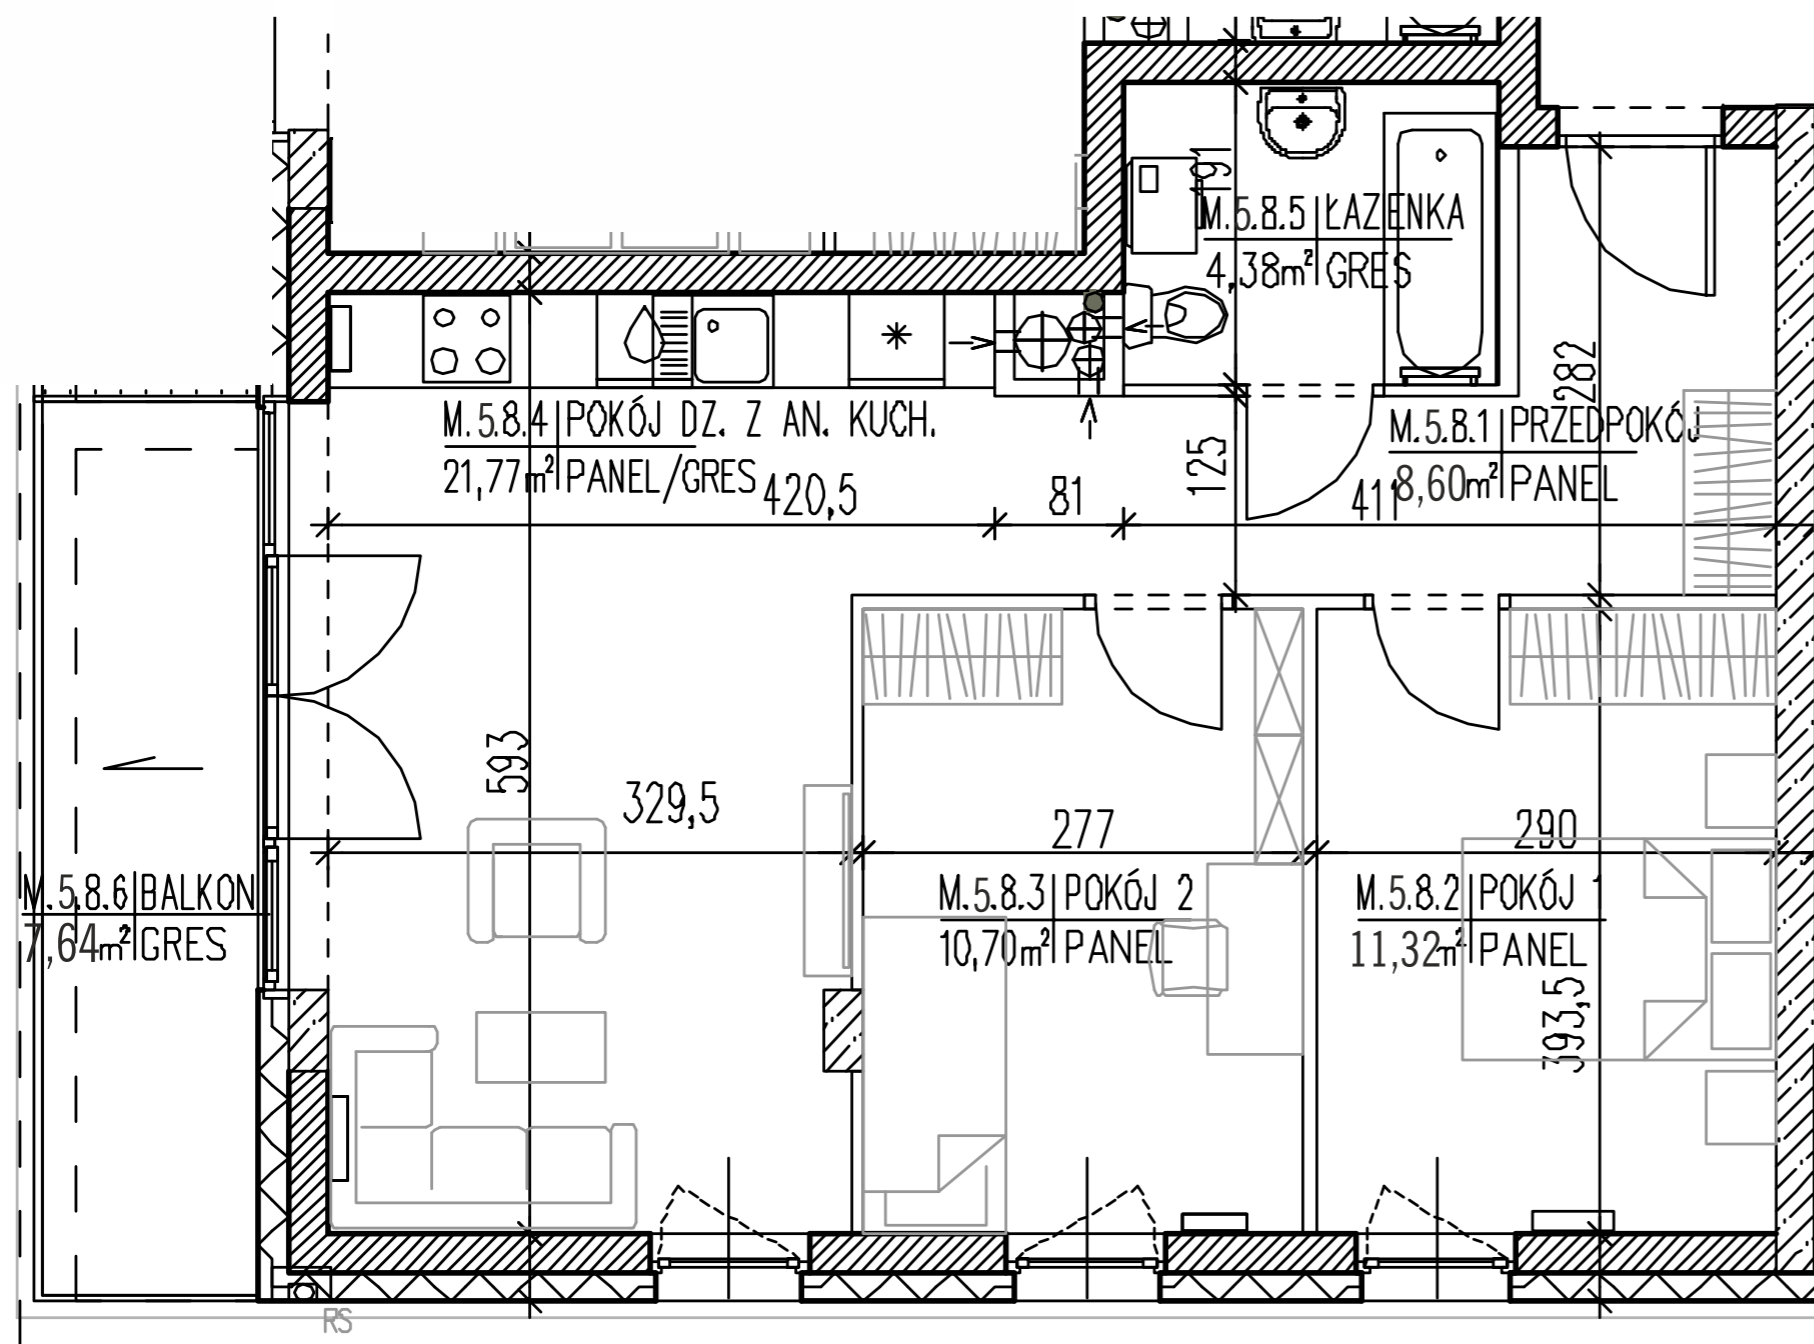 191
M.5.8.5 ŁAZIENKA
4,38m² GRES
282
M.5.8.4 POKÓJ DZ. Z AN. KUCH.
21,77m² PANEL/GRES
M.5.8.1 PRZEDPOKÓJ
8,60m² PANEL
420,5
81
125
411
593
329,5
277
290
M.5.8.6 BALKON
7,64m² GRES
M.5.8.3 POKÓJ 2
10,70m² PANEL
M.5.8.2 POKÓJ 1
11,32m² PANEL
393,5
RS